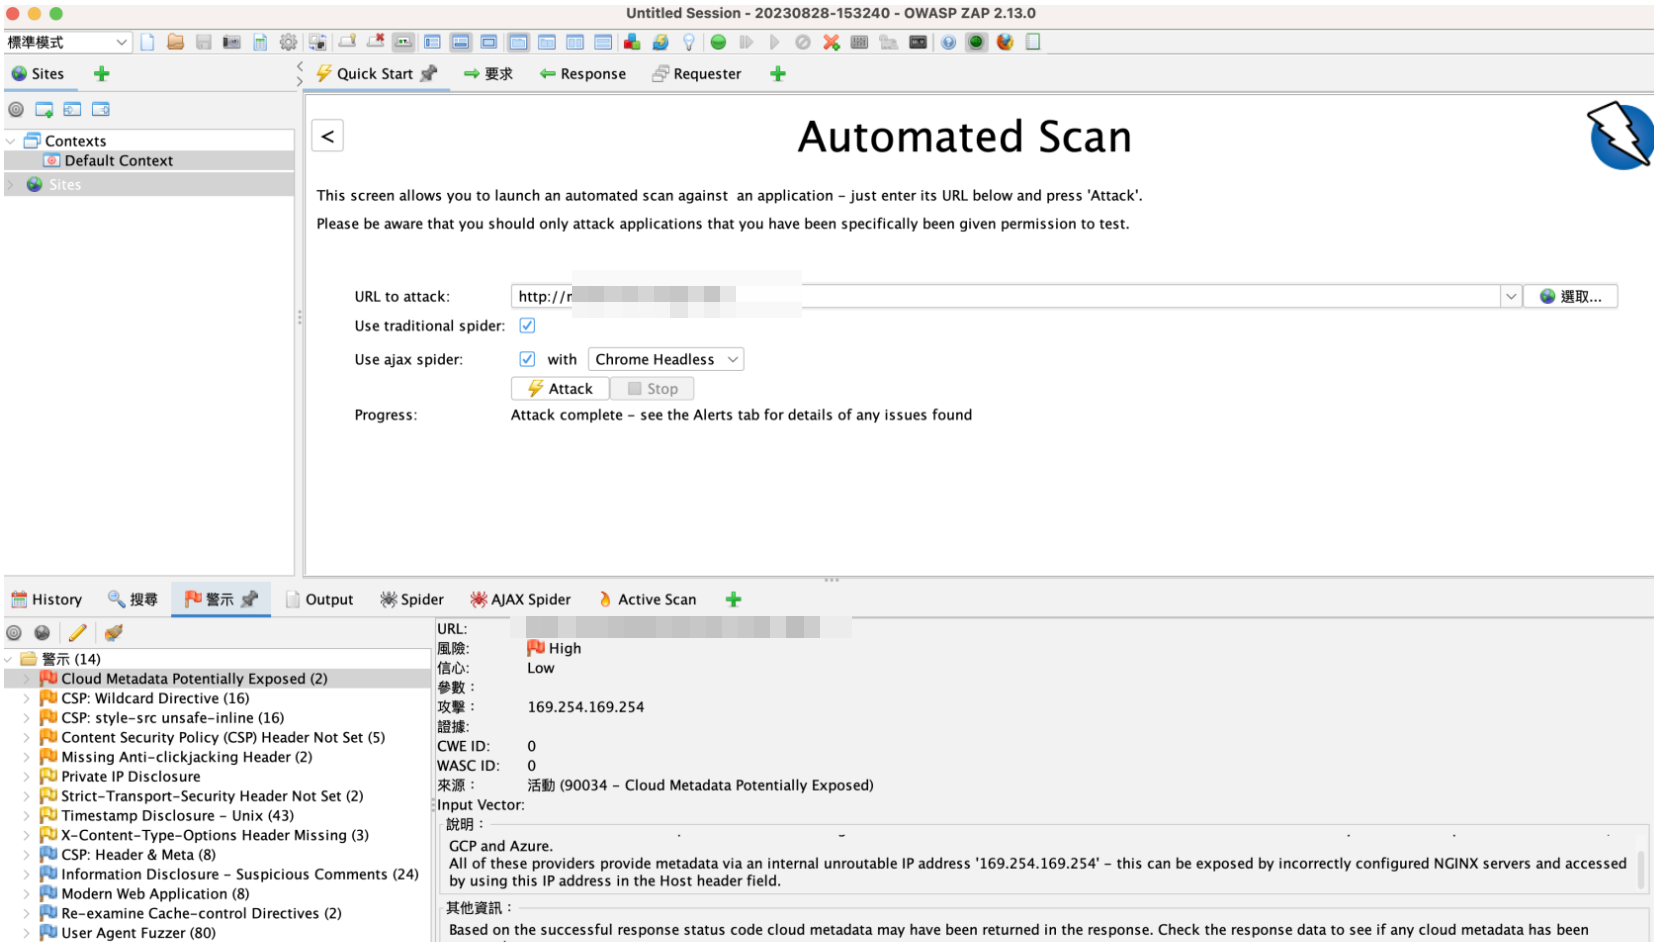 Untitled Session - 20230828-153240 - OWASP ZAP 2.13.0
標準模式
Sites
Quick Start
要求
Response
Requester
Contexts
Default Context
Sites
<
Automated Scan
This screen allows you to launch an automated scan against  an application – just enter its URL below and press 'Attack'.
Please be aware that you should only attack applications that you have been specifically been given permission to test.
URL to attack:
http://
選取...
Use traditional spider:
Use ajax spider:
with
Chrome Headless
Attack
Stop
Progress:
Attack complete – see the Alerts tab for details of any issues found
History
搜尋
警示
Output
Spider
AJAX Spider
Active Scan
警示 (14)
Cloud Metadata Potentially Exposed (2)
CSP: Wildcard Directive (16)
CSP: style-src unsafe-inline (16)
Content Security Policy (CSP) Header Not Set (5)
Missing Anti-clickjacking Header (2)
Private IP Disclosure
Strict-Transport-Security Header Not Set (2)
Timestamp Disclosure - Unix (43)
X-Content-Type-Options Header Missing (3)
CSP: Header & Meta (8)
Information Disclosure - Suspicious Comments (24)
Modern Web Application (8)
Re-examine Cache-control Directives (2)
User Agent Fuzzer (80)
URL:
風險: High
信心: Low
參數：
攻擊： 169.254.169.254
證據:
CWE ID: 0
WASC ID: 0
來源： 活動 (90034 – Cloud Metadata Potentially Exposed)
Input Vector:
說明：
GCP and Azure.
All of these providers provide metadata via an internal unroutable IP address '169.254.169.254' – this can be exposed by incorrectly configured NGINX servers and accessed
by using this IP address in the Host header field.
其他資訊：
Based on the successful response status code cloud metadata may have been returned in the response. Check the response data to see if any cloud metadata has been